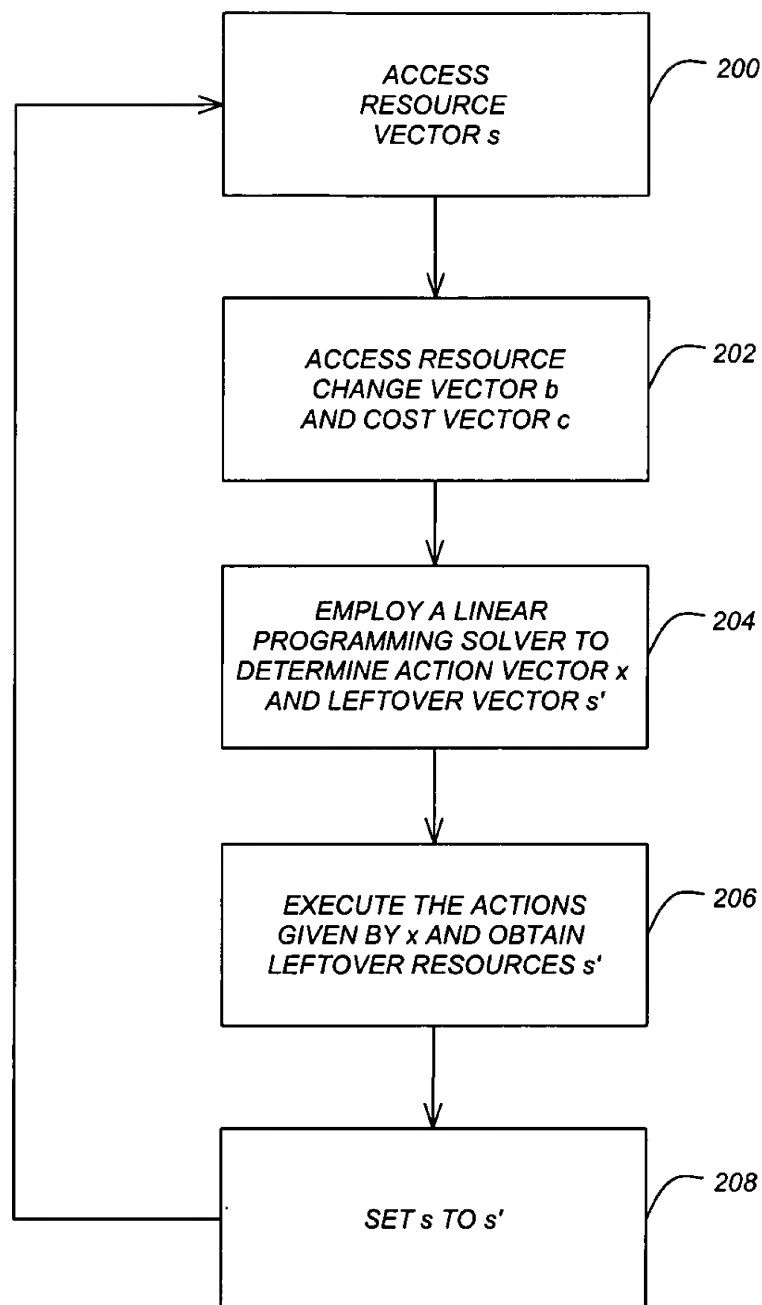 ACCESS
RESOURCE
VECTOR s
200
ACCESS RESOURCE
CHANGE VECTOR b
AND COST VECTOR c
202
EMPLOY A LINEAR
PROGRAMMING SOLVER TO
DETERMINE ACTION VECTOR x
AND LEFTOVER VECTOR s'
204
EXECUTE THE ACTIONS
GIVEN BY x AND OBTAIN
LEFTOVER RESOURCES s'
206
SET s TO s'
208